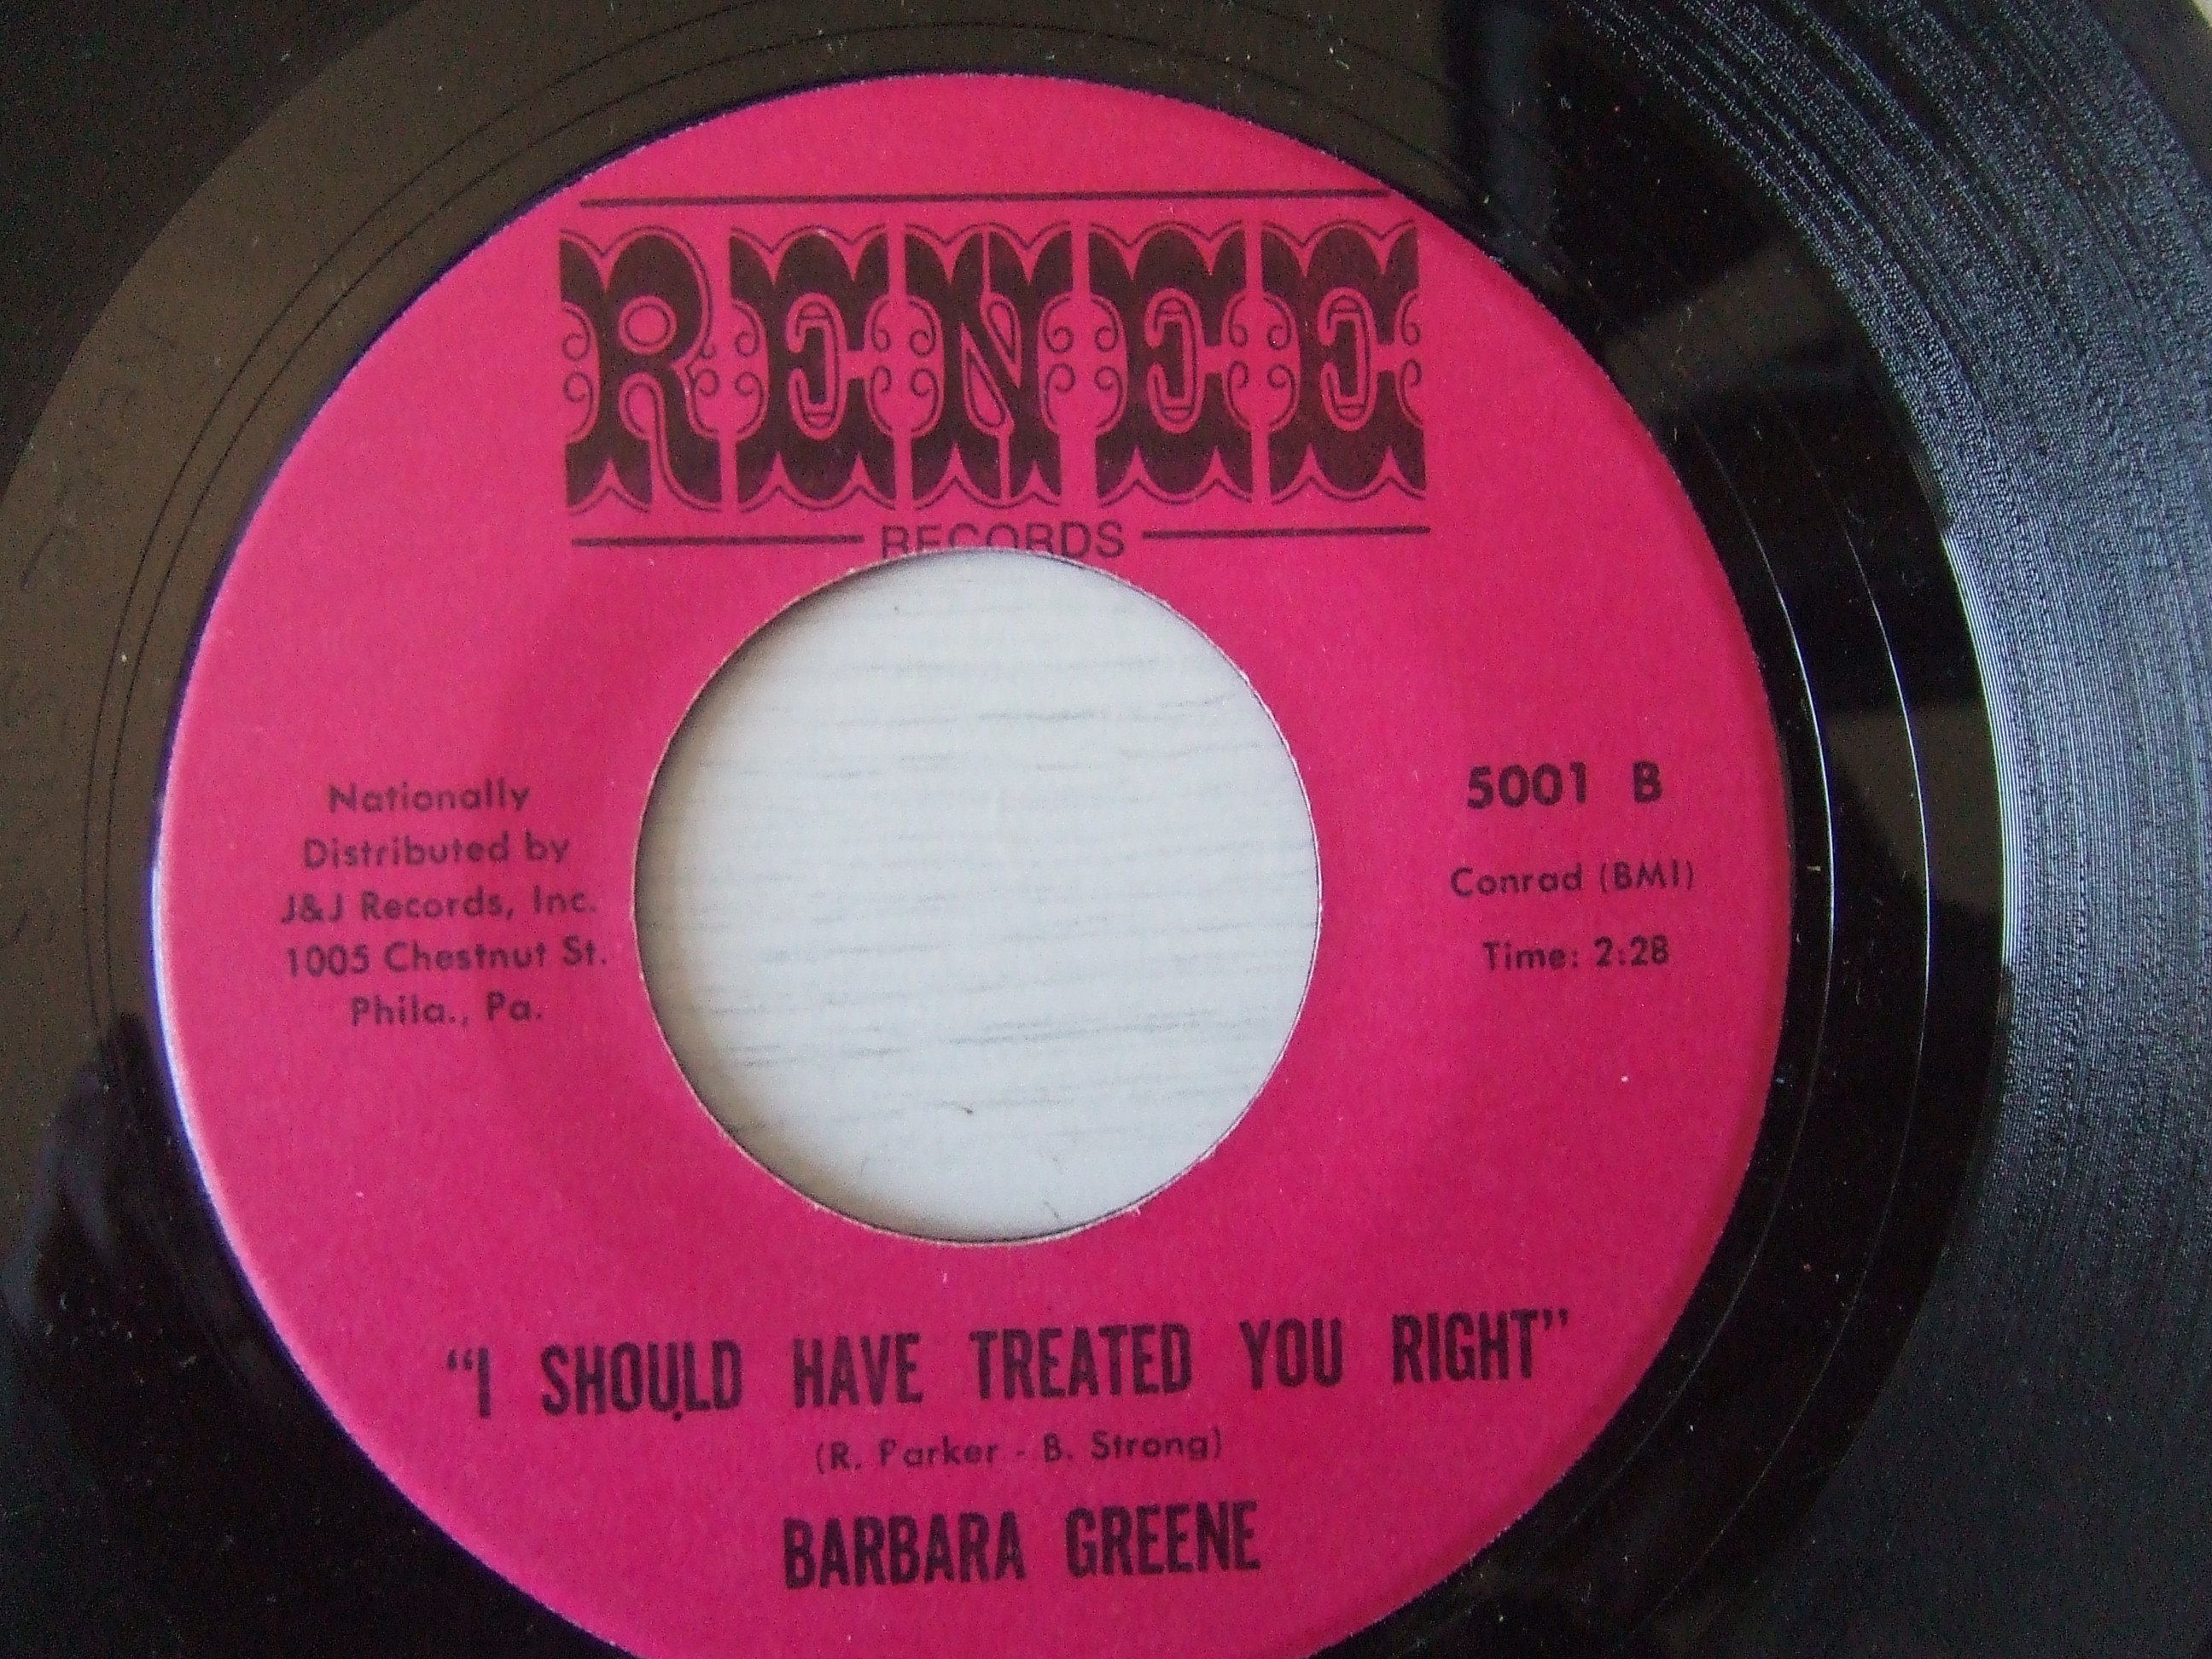 RENEE
RECORDS
Nationally
Distributed by
J&J Records, Inc.
1005 Chestnut St.
Phila., Pa.
5001 B
Conrad (BMI)
Time: 2:28
"I SHOULD HAVE TREATED YOU RIGHT"
(R. Parker - B. Strong)
BARBARA GREENE